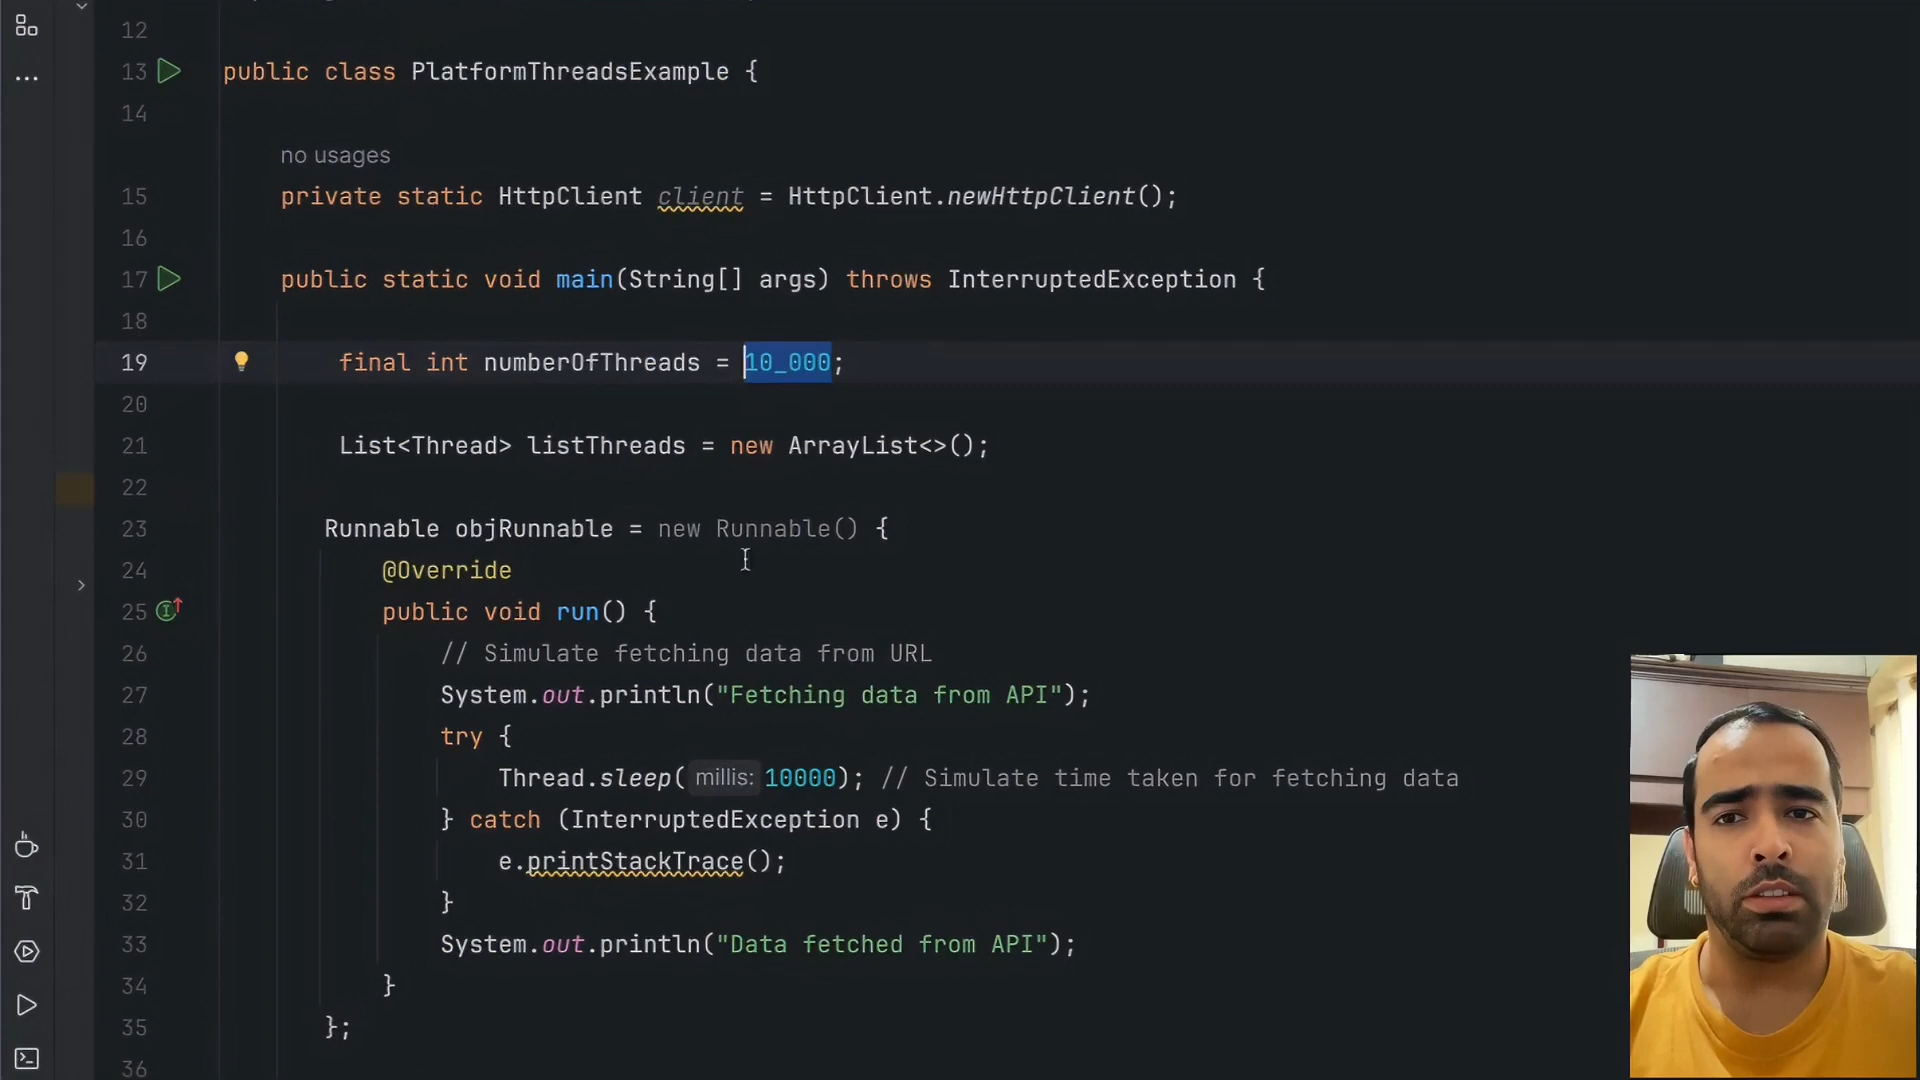 12
13 public class PlatformThreadsExample {
14
no usages
15 private static HttpClient client = HttpClient.newHttpClient();
16
17 public static void main(String[] args) throws InterruptedException {
18
19 final int numberOfThreads = 10_000;
20
21 List<Thread> listThreads = new ArrayList<>();
22
23 Runnable objRunnable = new Runnable() {
24 @Override
25 public void run() {
26 // Simulate fetching data from URL
27 System.out.println("Fetching data from API");
28 try {
29 Thread.sleep( millis: 10000); // Simulate time taken for fetching data
30 } catch (InterruptedException e) {
31 e.printStackTrace();
32 }
33 System.out.println("Data fetched from API");
34 }
35 };
36